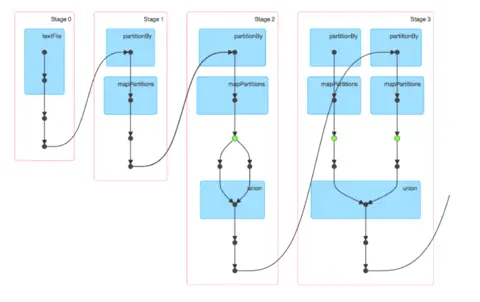 Stage 0
textFile
Stage 1
partitionBy
mapPartitions
Stage 2
partitionBy
mapPartitions
union
Stage 3
partitionBy
partitionBy
mapPartitions
mapPartitions
union